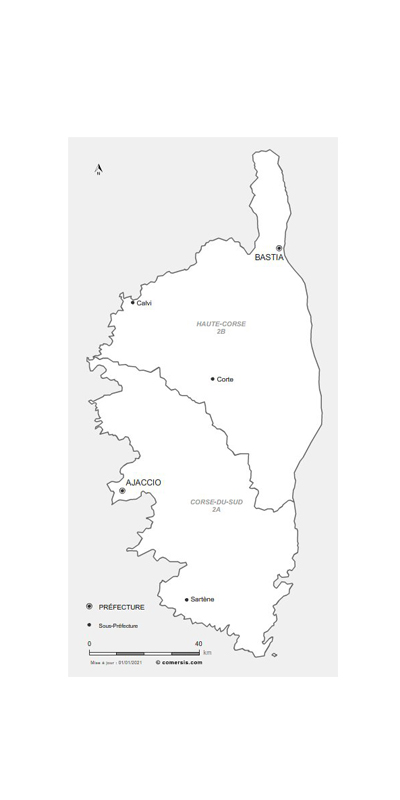 N
BASTIA
Calvi
HAUTE-CORSE
2B
Corte
AJACCIO
CORSE-DU-SUD
2A
Sartène
PRÉFECTURE
Sous-Préfecture
0 40
km
Mise à jour : 01/01/2021 © comersis.com